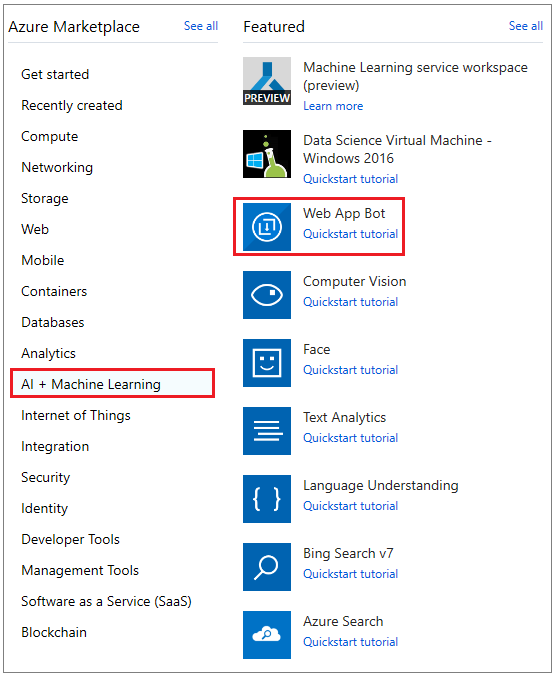 Azure Marketplace
See all
Get started
Recently created
Compute
Networking
Storage
Web
Mobile
Containers
Databases
Analytics
AI + Machine Learning
Internet of Things
Integration
Security
Identity
Developer Tools
Management Tools
Software as a Service (SaaS)
Blockchain
Featured
See all
PREVIEW
Machine Learning service workspace
(preview)
Learn more
Data Science Virtual Machine -
Windows 2016
Quickstart tutorial
Web App Bot
Quickstart tutorial
Computer Vision
Quickstart tutorial
Face
Quickstart tutorial
Text Analytics
Quickstart tutorial
{ }
Language Understanding
Quickstart tutorial
Bing Search v7
Quickstart tutorial
Azure Search
Quickstart tutorial